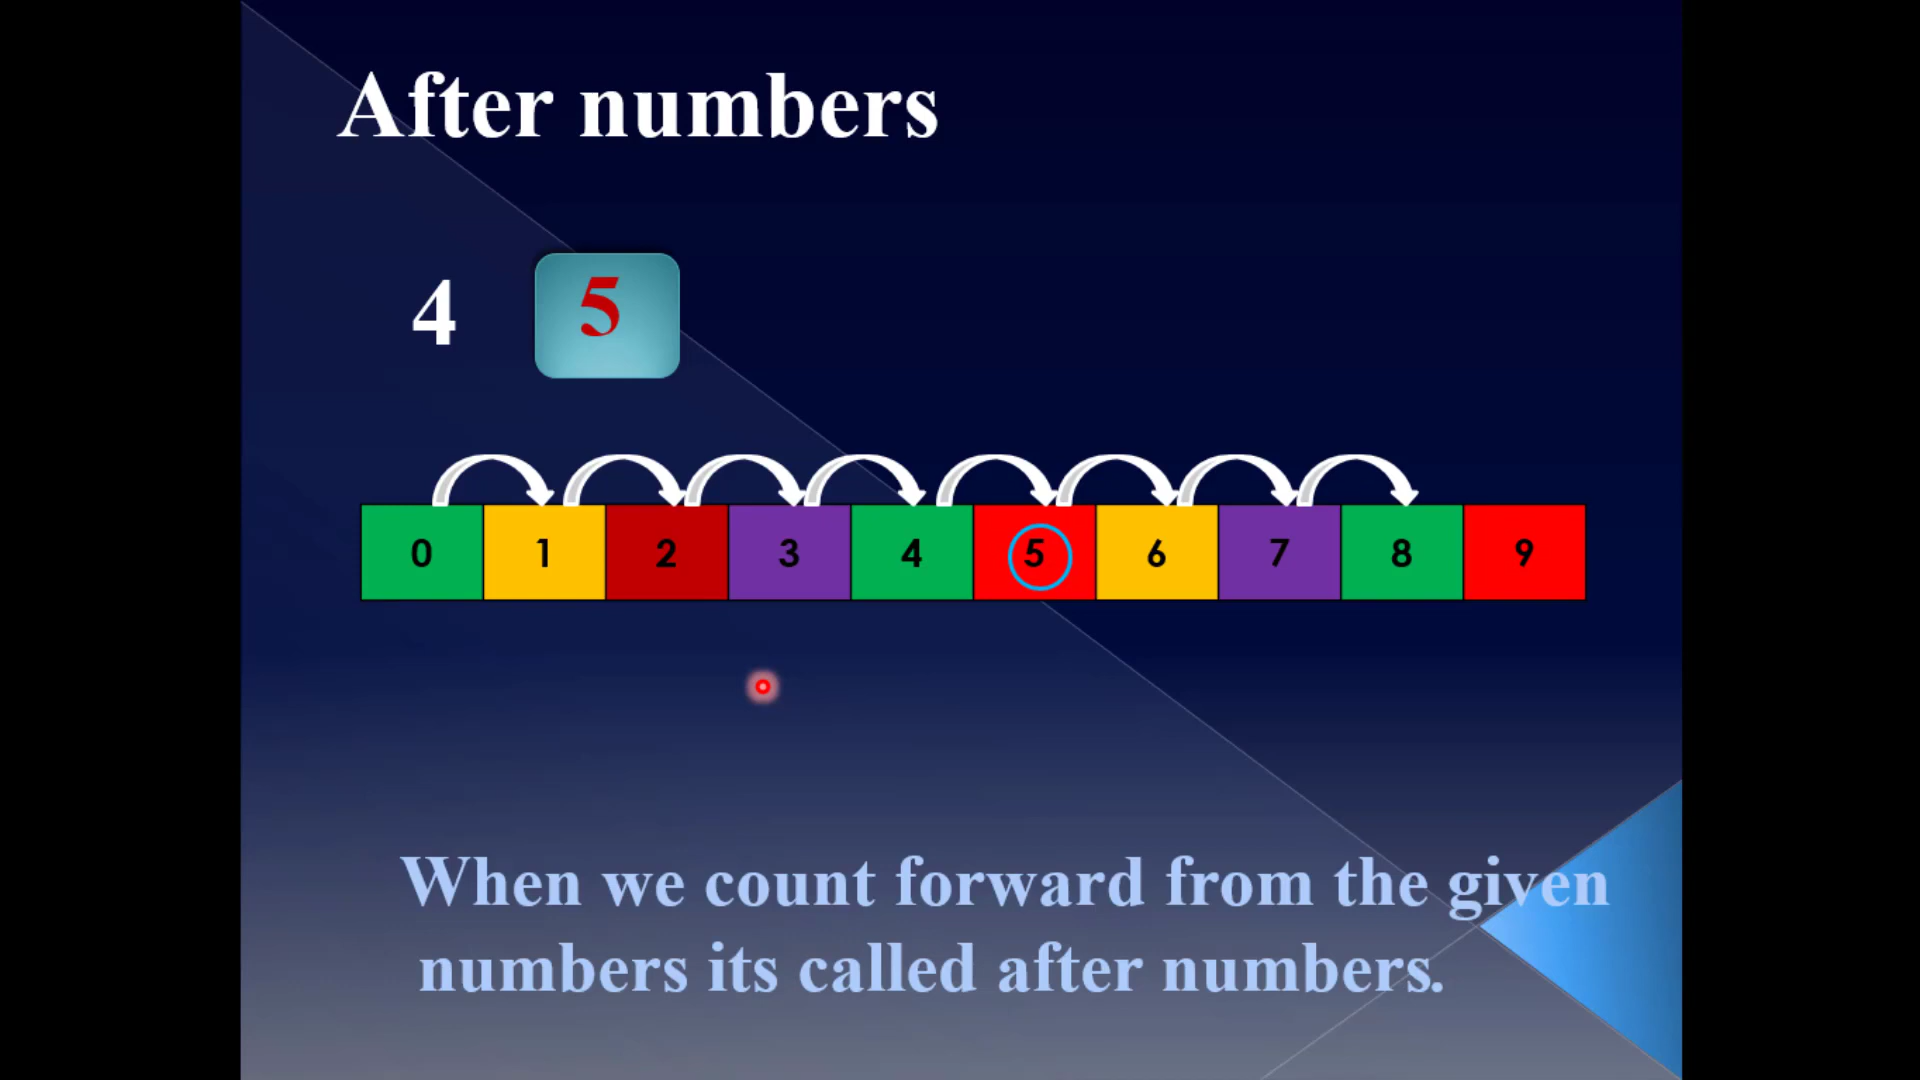 After numbers
4 5
0 1 2 3 4 5 6 7 8 9
When we count forward from the given
numbers its called after numbers.